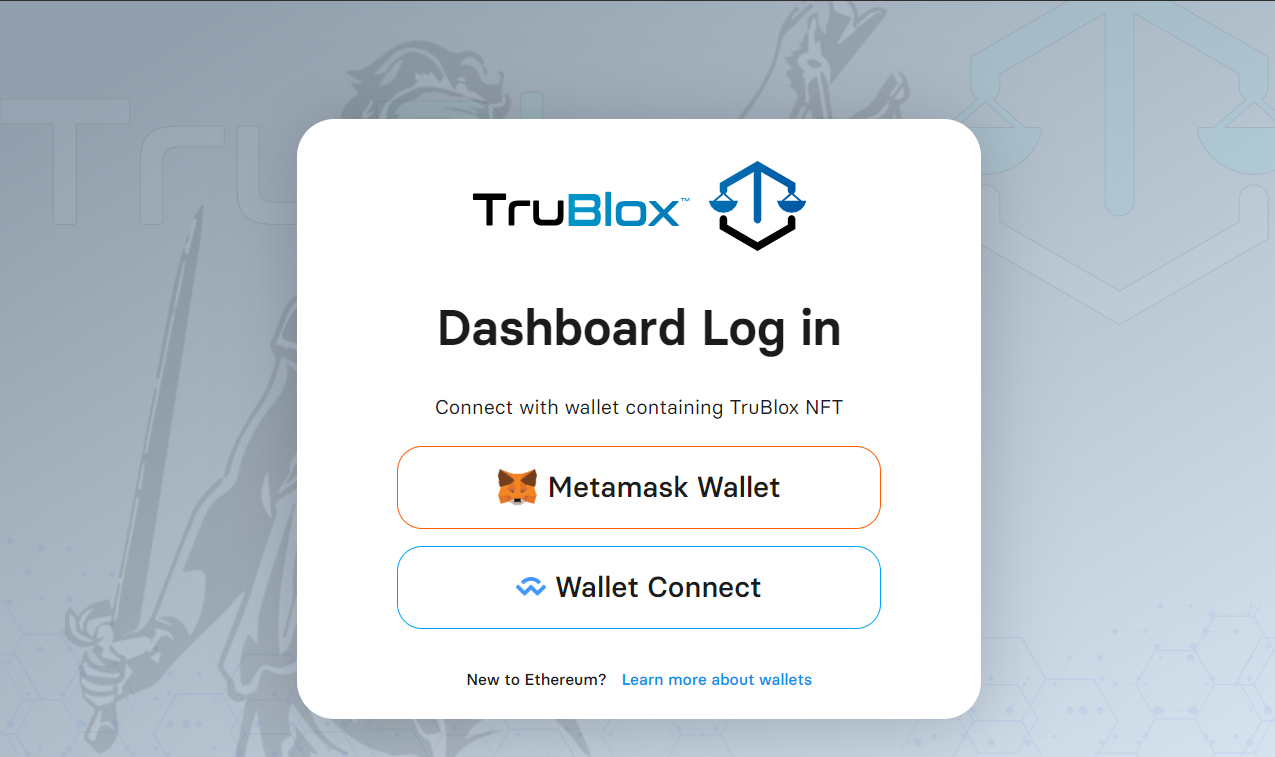 TruBlox™
Dashboard Log in
Connect with wallet containing TruBlox NFT
Metamask Wallet
Wallet Connect
New to Ethereum? Learn more about wallets